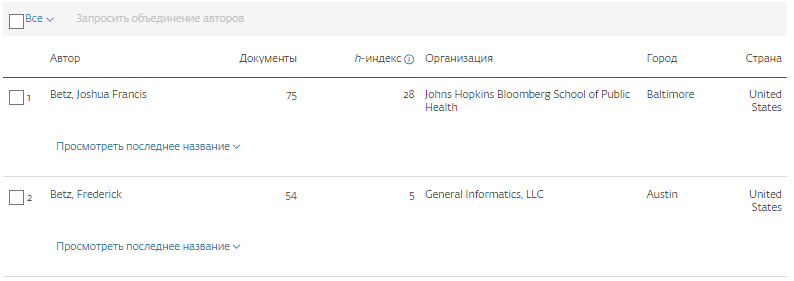 Все Запросить объединение авторов
Автор Документы h-индекс Организация Город Страна
1 Betz, Joshua Francis 75 28 Johns Hopkins Bloomberg School of Public Baltimore United
Health States
Просмотреть последнее название
2 Betz, Frederick 54 5 General Informatics, LLC Austin United
States
Просмотреть последнее название